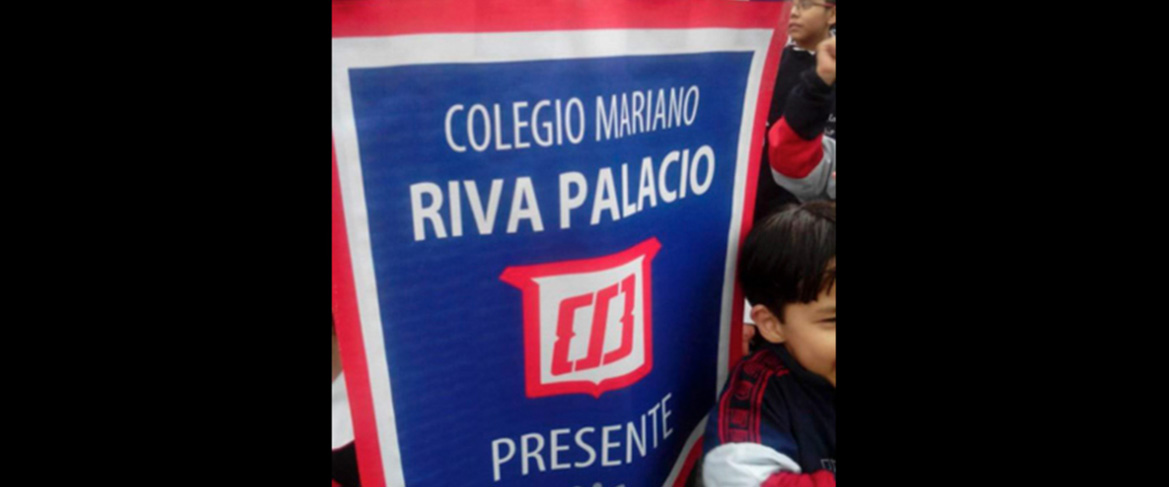 COLEGIO MARIANO
RIVA PALACIO
PRESENTE